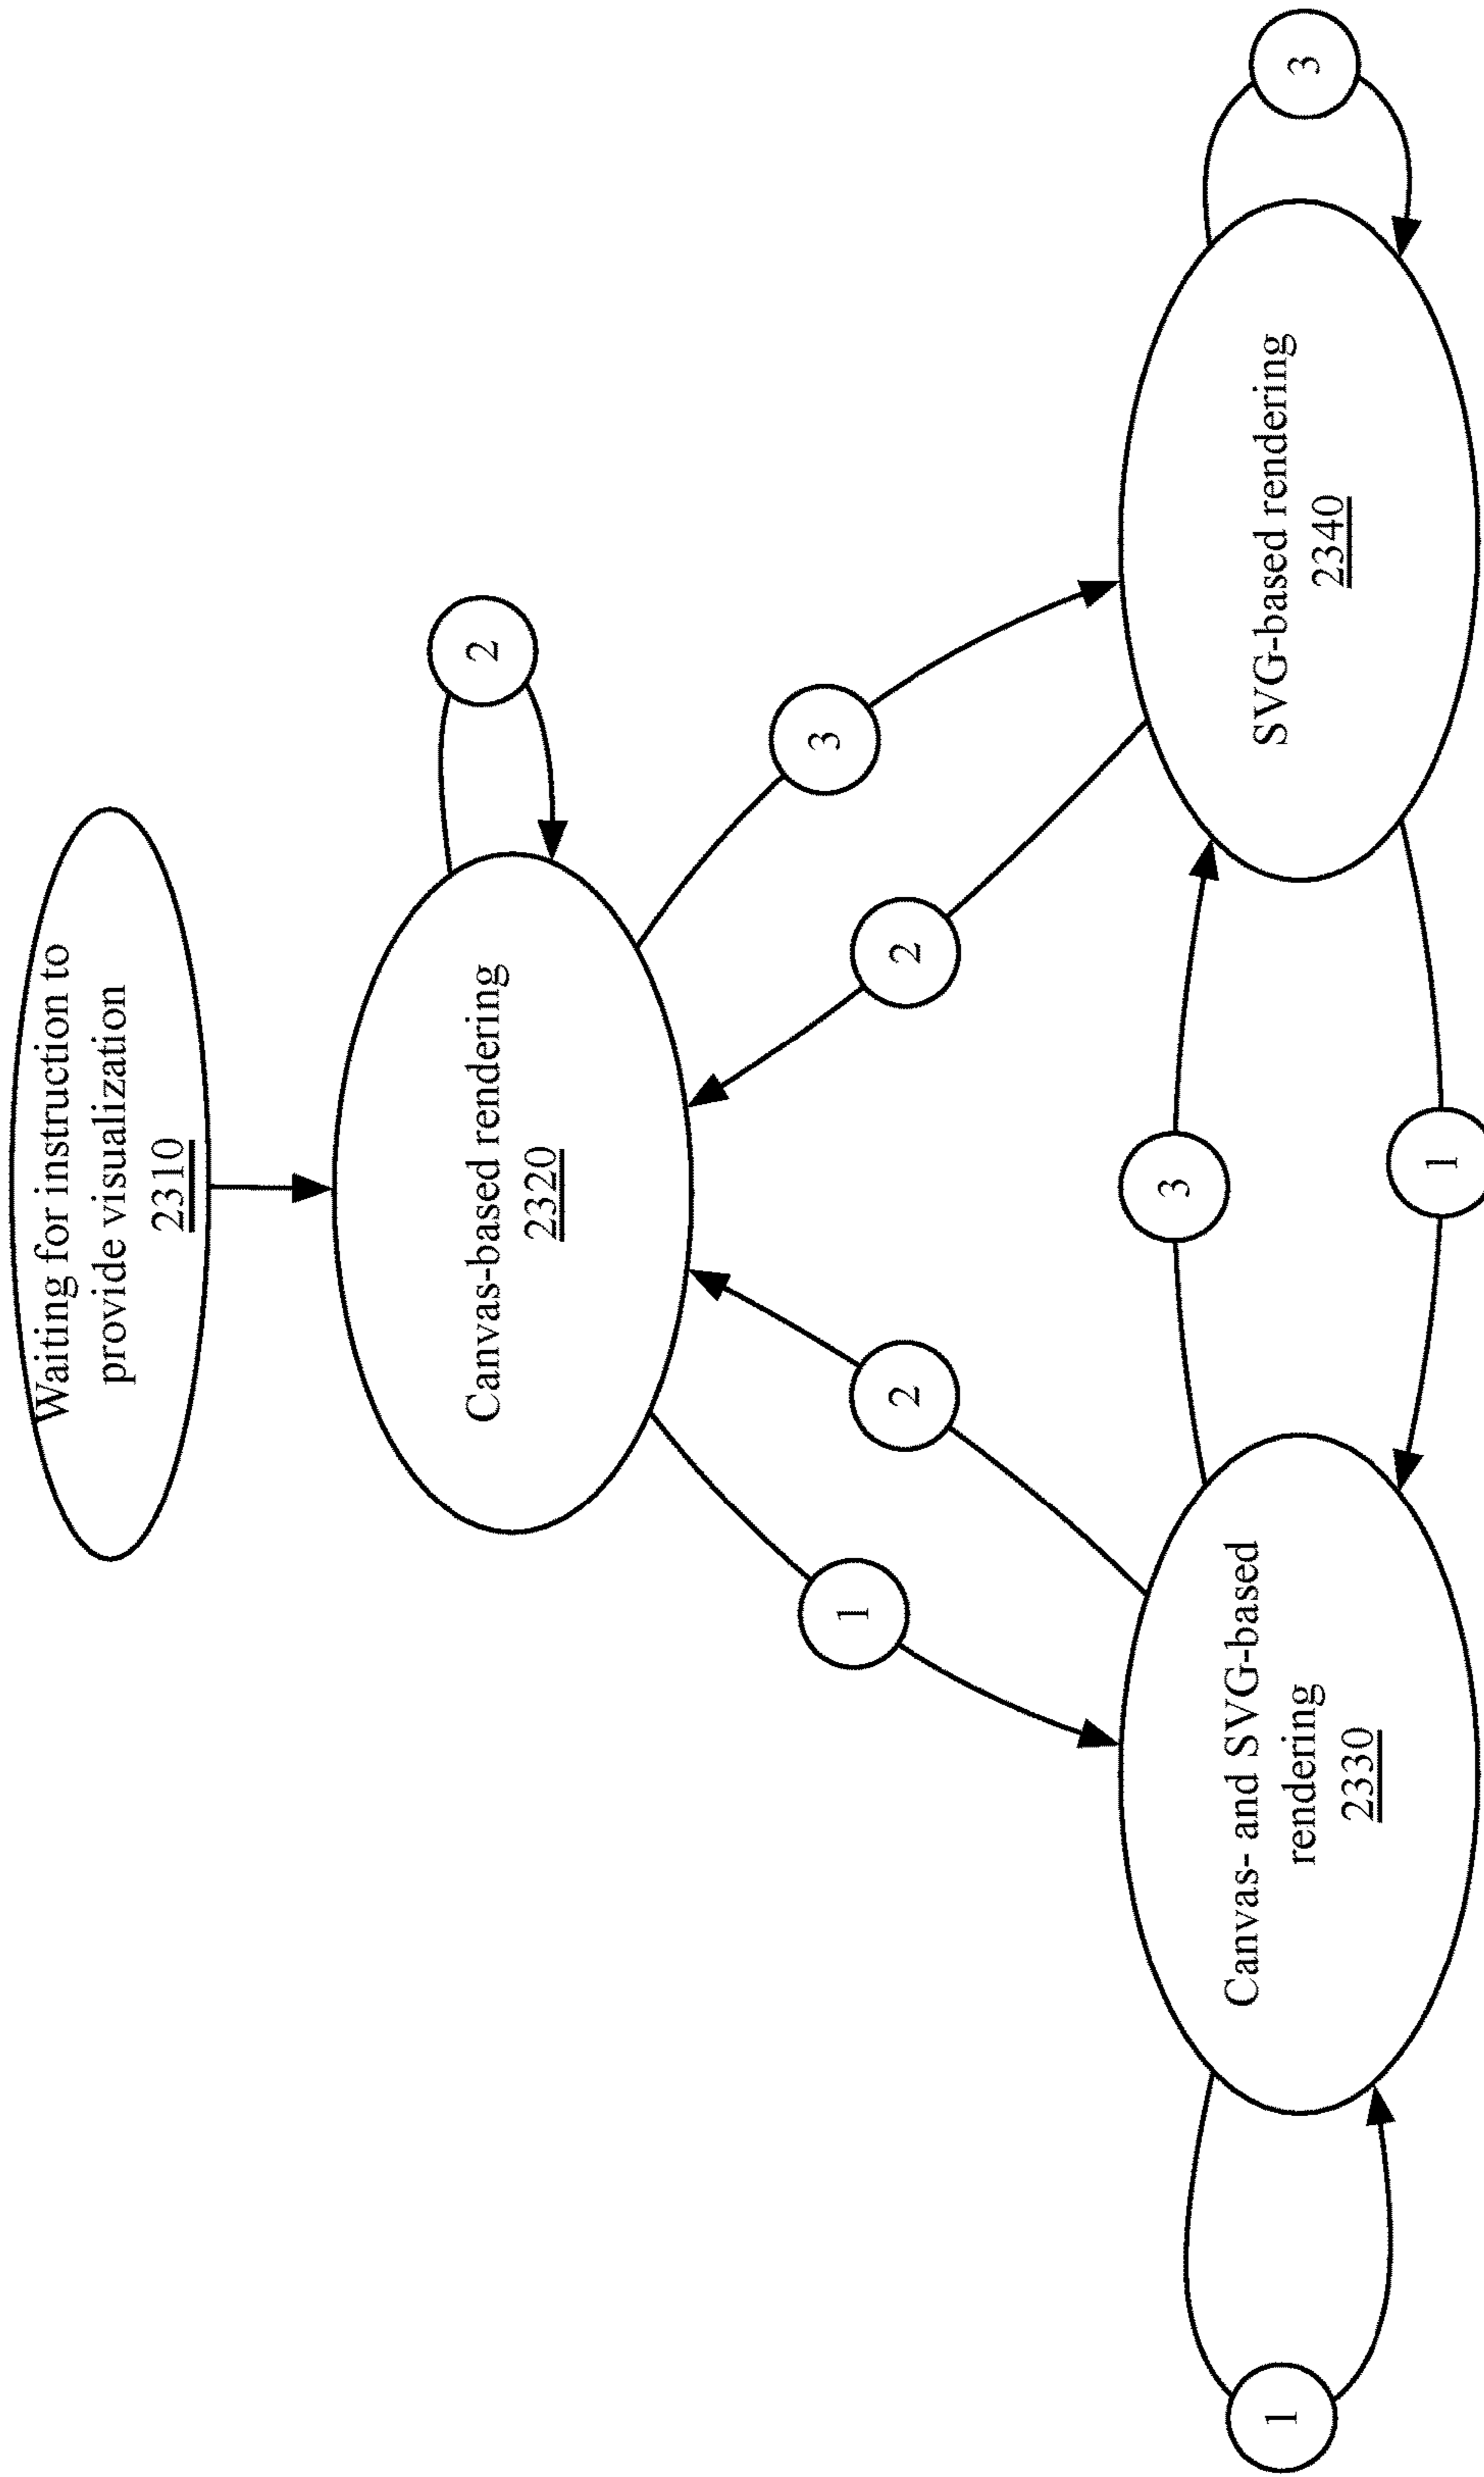 Waiting for instruction to
provide visualization
2310
Canvas-based rendering
2320
2
1
2
2
3
Canvas- and SVG-based
rendering
2330
1
3
1
SVG-based rendering
2340
3